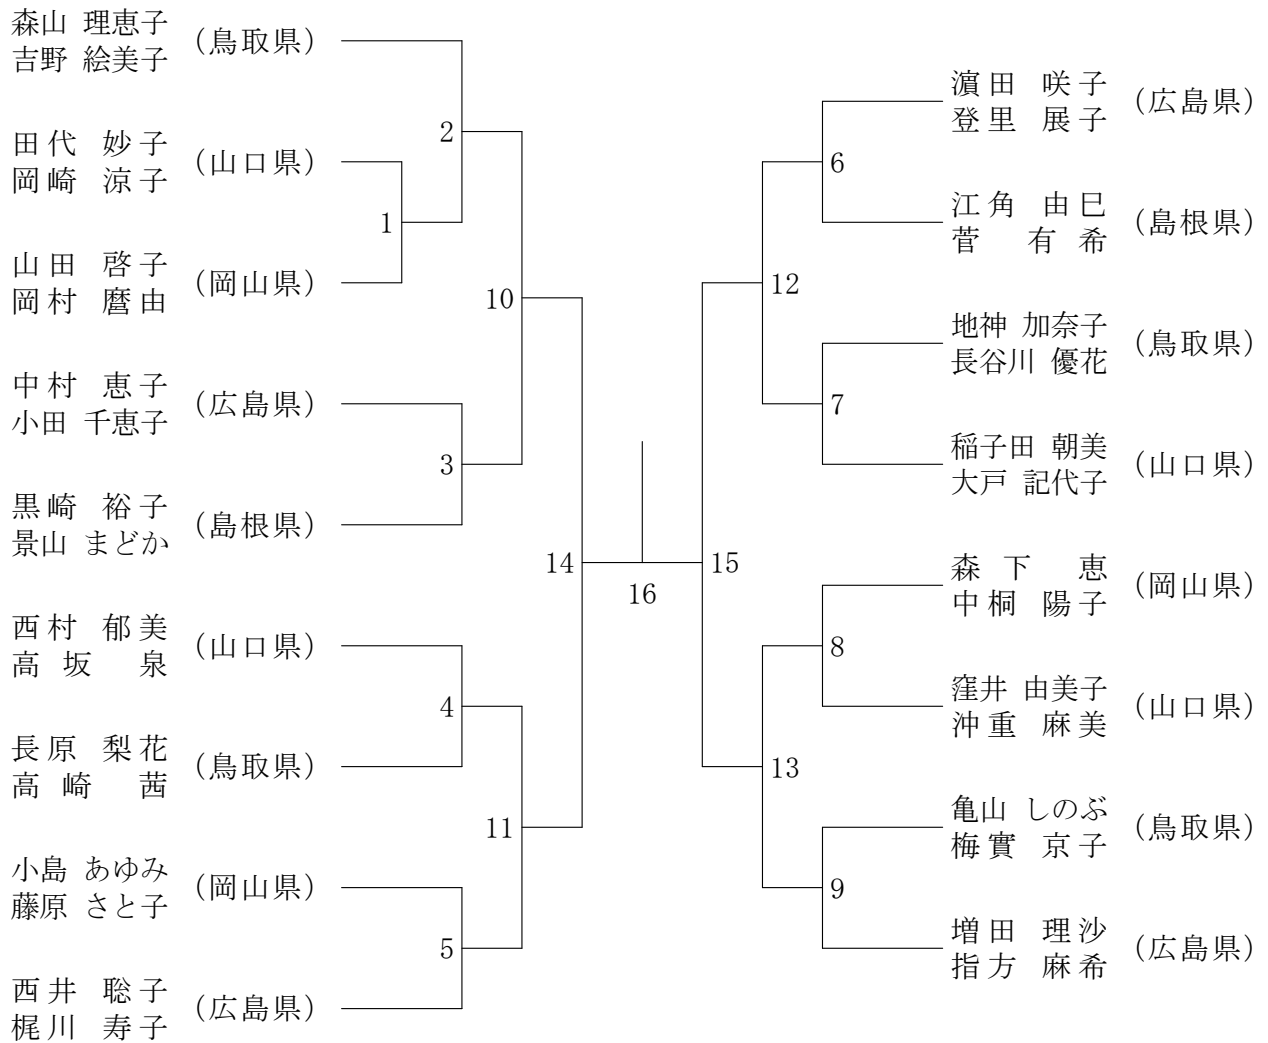 森山 理恵子
吉野 絵美子
(鳥取県)
田代 妙子
岡崎 涼子
(山口県)
山田 啓子
岡村 麿由
(岡山県)
中村 恵子
小田 千恵子
(広島県)
黒崎 裕子
景山 まどか
(島根県)
西村 郁美
高坂 泉
(山口県)
長原 梨花
高崎 茜
(鳥取県)
小島 あゆみ
藤原 さと子
(岡山県)
西井 聡子
梶川 寿子
(広島県)
1
2
3
4
5
10
11
14
16
15
12
13
6
7
8
9
濵田 咲子
登里 展子
(広島県)
江角 由巳
菅 有希
(島根県)
地神 加奈子
長谷川 優花
(鳥取県)
稲子田 朝美
大戸 記代子
(山口県)
森下 恵
中桐 陽子
(岡山県)
窪井 由美子
沖重 麻美
(山口県)
亀山 しのぶ
梅實 京子
(鳥取県)
増田 理沙
指方 麻希
(広島県)